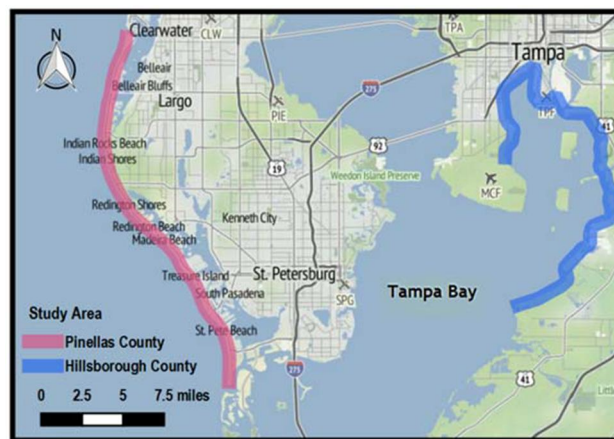 Clearwater
CLW
TPA
Tampa
Belleair
Belleair Bluffs
Largo
275
PIE
TPF
41
Indian Rocks Beach
Indian Shores
92
19
Weedon Island Preserve
MCF
Redington Shores
Kenneth City
Redington Beach
Madeira Beach
Treasure Island
St. Petersburg
SPG
Tampa Bay
South Pasadena
Study Area
St. Pete Beach
Pinellas County
Hillsborough County
275
41
0 2.5 5 7.5 miles